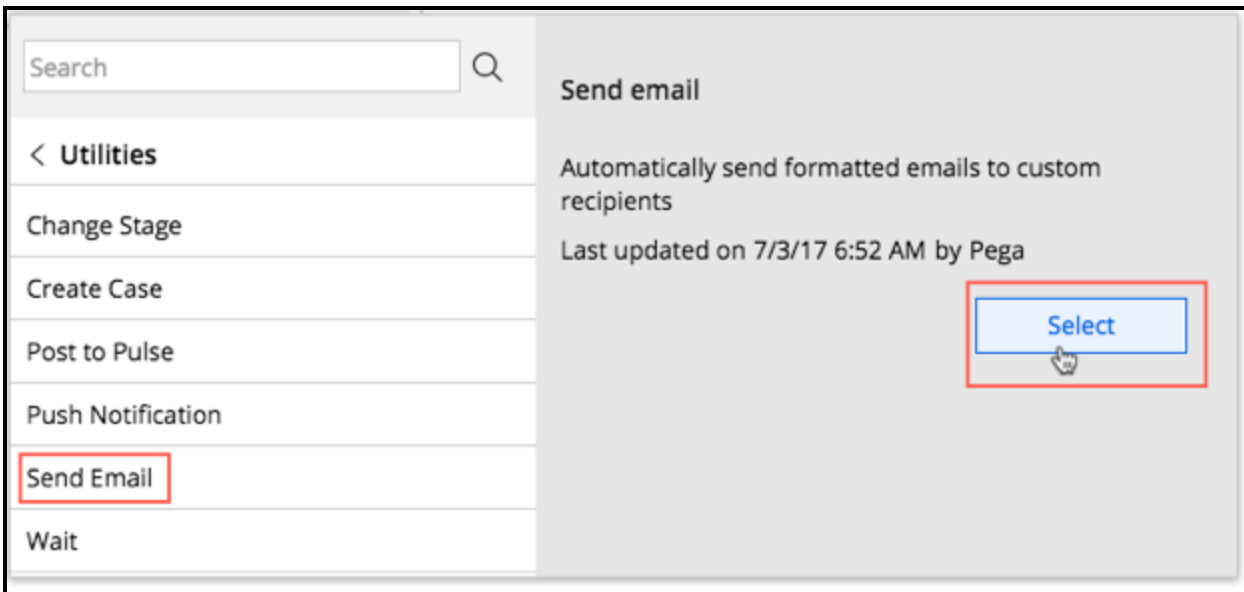 Search
< Utilities
Change Stage
Create Case
Post to Pulse
Push Notification
Send Email
Wait
Send email
Automatically send formatted emails to custom
recipients
Last updated on 7/3/17 6:52 AM by Pega
Select